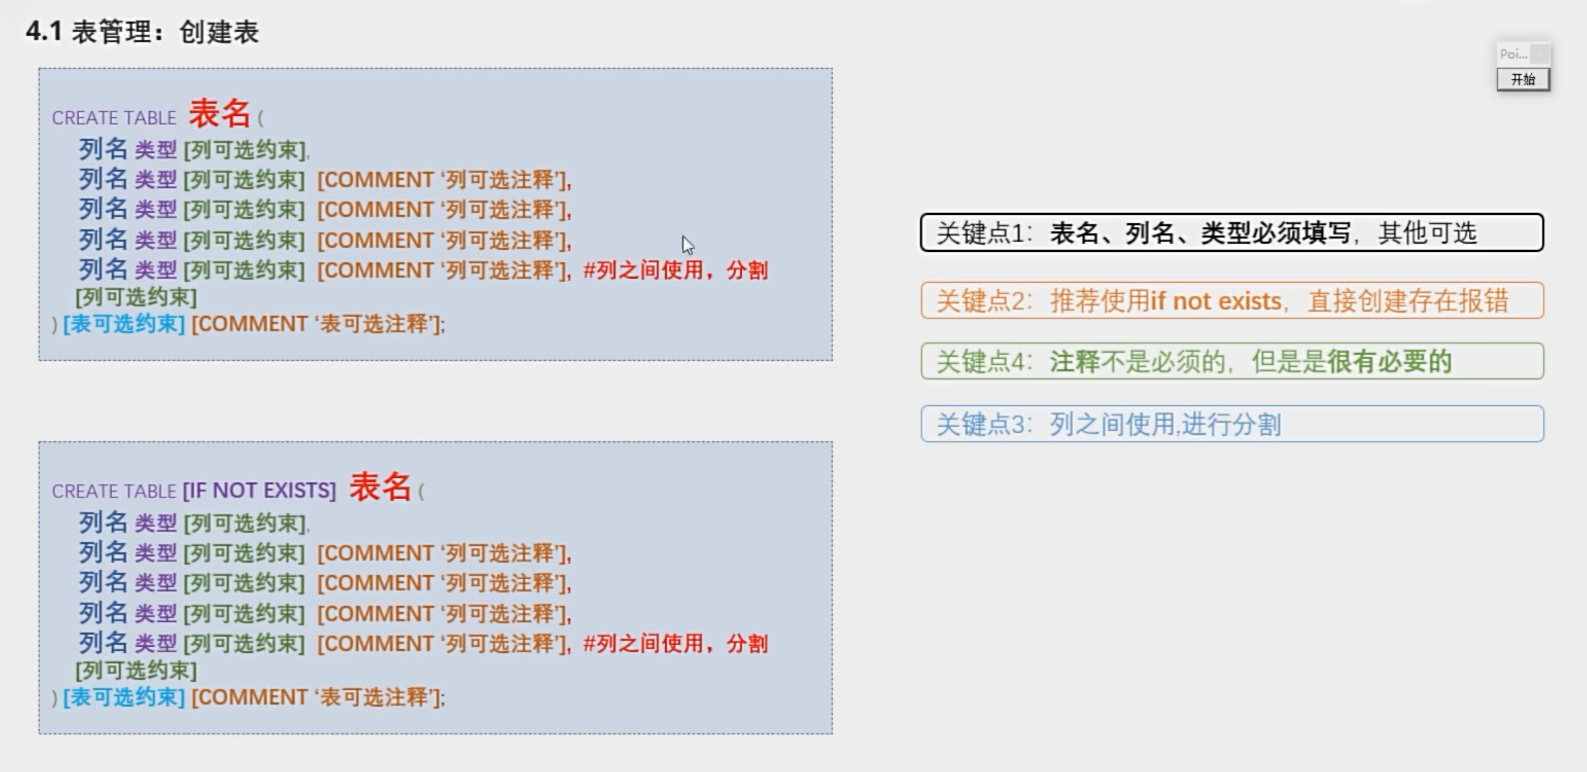 4.1 表管理：创建表
CREATE TABLE 表名 (
列名 类型 [列可选约束],
列名 类型 [列可选约束] [COMMENT ‘列可选注释’],
列名 类型 [列可选约束] [COMMENT ‘列可选注释’],
列名 类型 [列可选约束] [COMMENT ‘列可选注释’],
列名 类型 [列可选约束] [COMMENT ‘列可选注释’], #列之间使用，分割
[列可选约束]
) [表可选约束] [COMMENT ‘表可选注释’];
CREATE TABLE [IF NOT EXISTS] 表名 (
列名 类型 [列可选约束],
列名 类型 [列可选约束] [COMMENT ‘列可选注释’],
列名 类型 [列可选约束] [COMMENT ‘列可选注释’],
列名 类型 [列可选约束] [COMMENT ‘列可选注释’],
列名 类型 [列可选约束] [COMMENT ‘列可选注释’], #列之间使用，分割
[列可选约束]
) [表可选约束] [COMMENT ‘表可选注释’];
Poi...
开始
关键点1：表名、列名、类型必须填写，其他可选
关键点2：推荐使用if not exists，直接创建存在报错
关键点4：注释不是必须的，但是是很有必要的
关键点3：列之间使用,进行分割